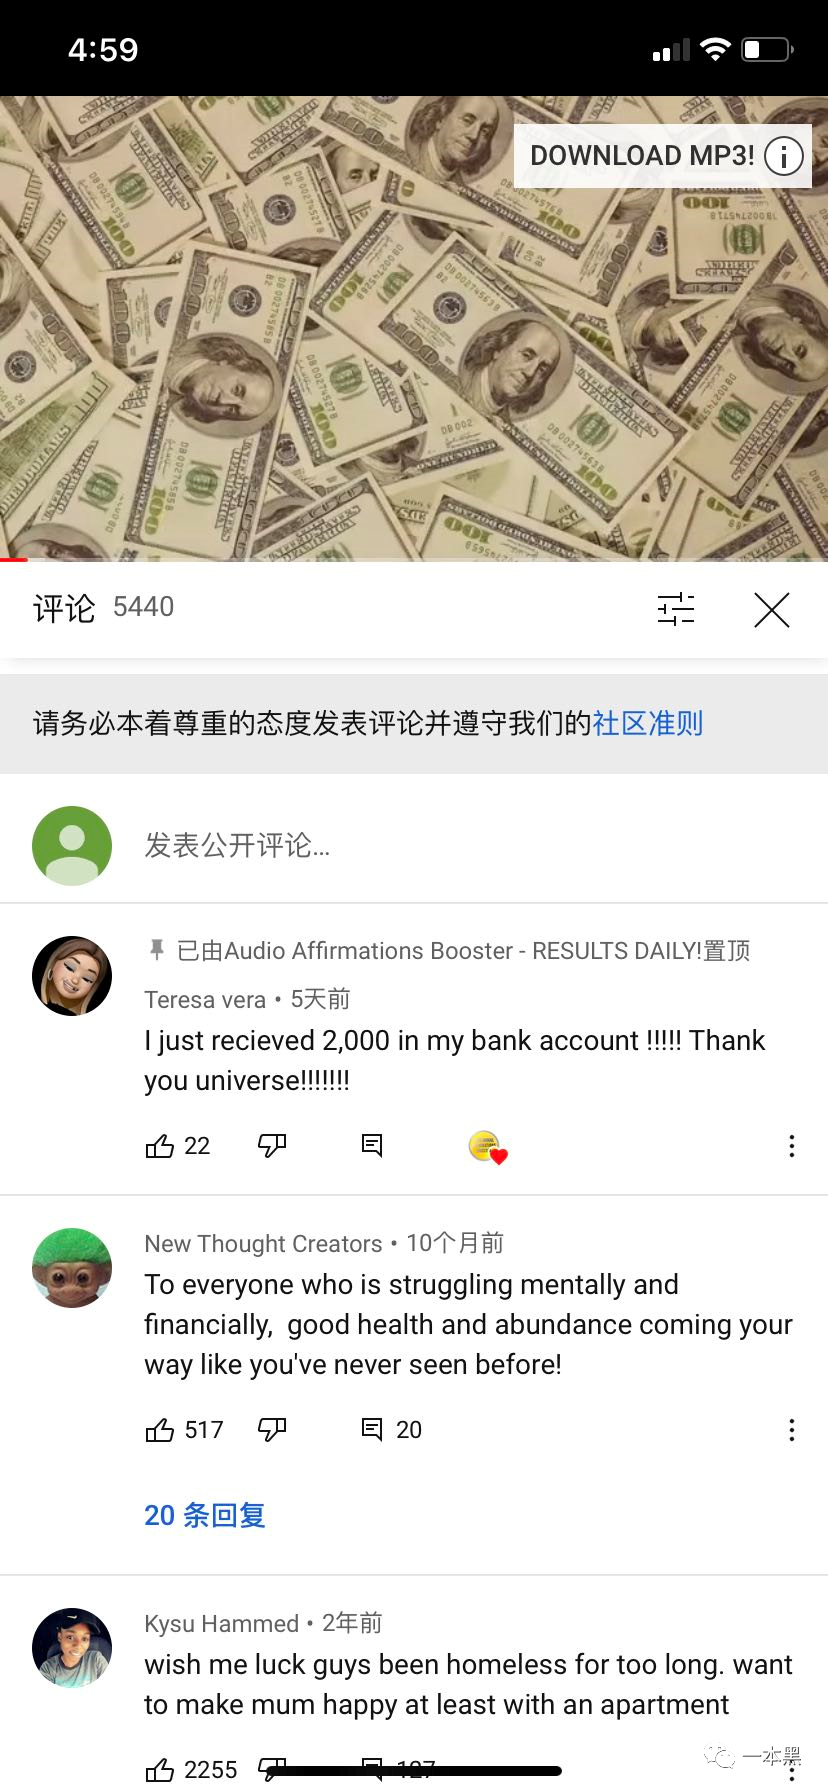 4:59
DOWNLOAD MP3!
评论 5440
请务必本着尊重的态度发表评论并遵守我们的社区准则
发表公开评论...
已由Audio Affirmations Booster - RESULTS DAILY!置顶
Teresa vera • 5天前
I just recieved 2,000 in my bank account !!!!! Thank
you universe!!!!!!!
22
New Thought Creators • 10个月前
To everyone who is struggling mentally and
financially,  good health and abundance coming your
way like you've never seen before!
517 20
20 条回复
Kysu Hammed • 2年前
wish me luck guys been homeless for too long. want
to make mum happy at least with an apartment
2255 127
一本黑